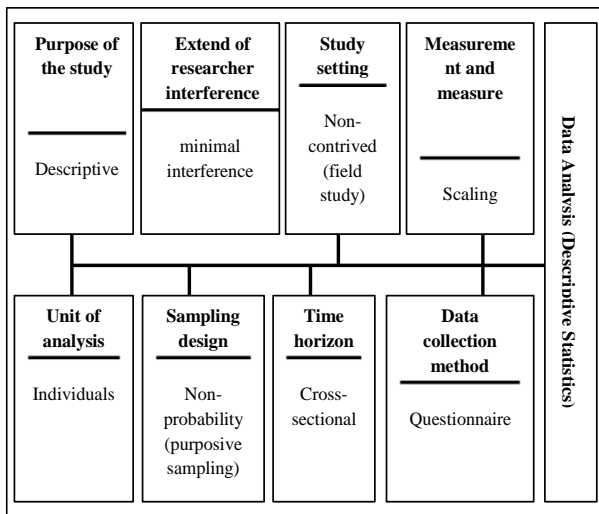 Purpose of
the study
Descriptive
Extend of
researcher
interference
minimal
interference
Study
setting
Non-
contrived
(field
study)
Measureme
nt and
measure
Scaling
Data Analysis (Descriptive Statistics)
Unit of
analysis
Individuals
Sampling
design
Non-
probability
(purposive
sampling)
Time
horizon
Cross-
sectional
Data
collection
method
Questionnaire